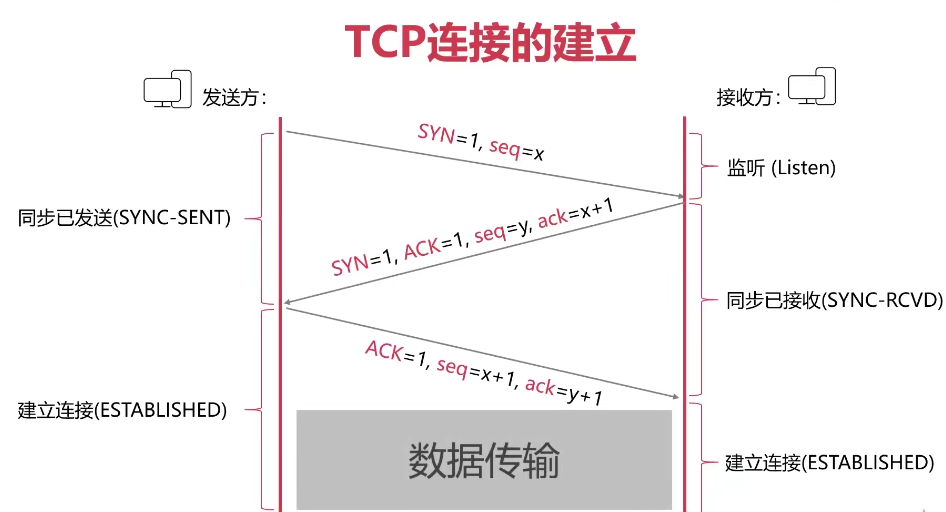 TCP连接的建立
发送方：
接收方：
SYN=1, seq=x
监听 (Listen)
同步已发送(SYNC-SENT)
SYN=1, ACK=1, seq=y, ack=x+1
同步已接收(SYNC-RCVD)
ACK=1, seq=x+1, ack=y+1
建立连接(ESTABLISHED)
数据传输
建立连接(ESTABLISHED)